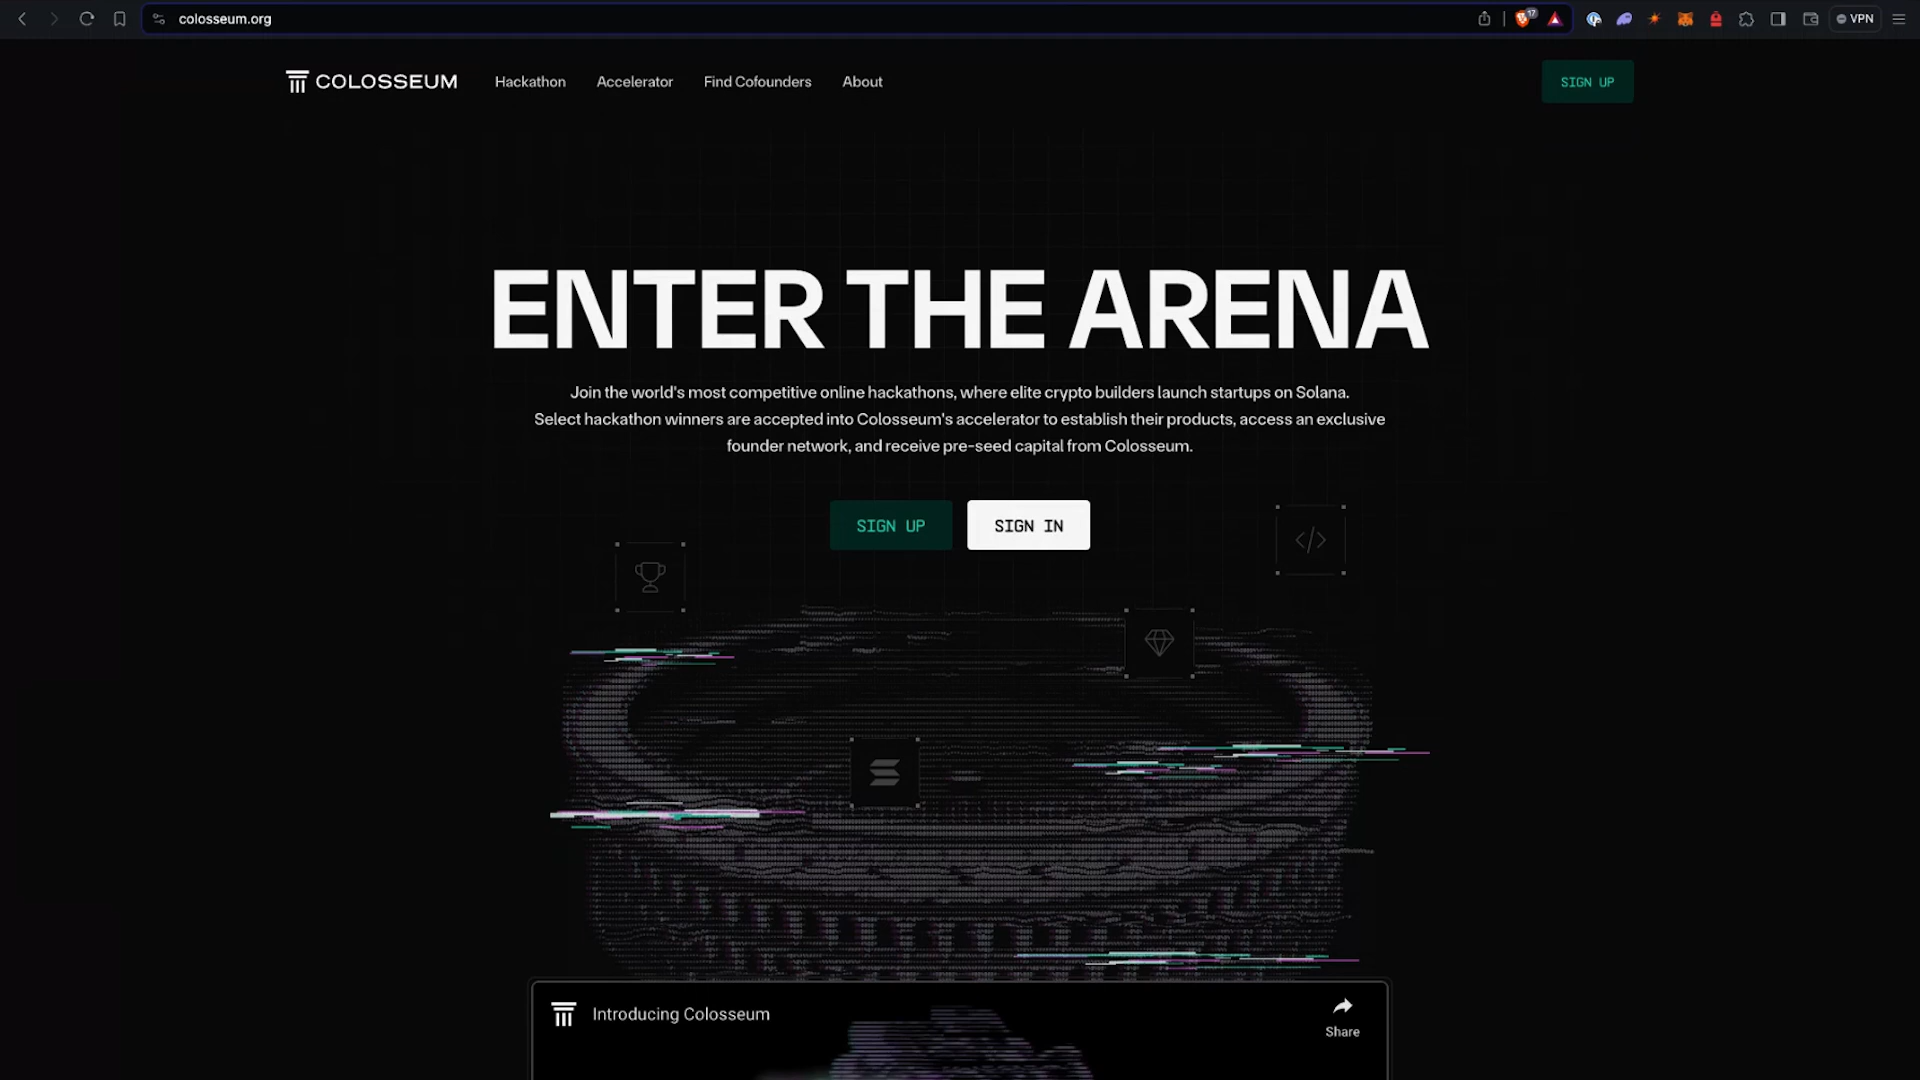 colosseum.org
17
VPN
COLOSSEUM
Hackathon
Accelerator
Find Cofounders
About
SIGN UP
ENTER THE ARENA
Join the world's most competitive online hackathons, where elite crypto builders launch startups on Solana.
Select hackathon winners are accepted into Colosseum's accelerator to establish their products, access an exclusive
founder network, and receive pre-seed capital from Colosseum.
SIGN UP
SIGN IN
</>
Introducing Colosseum
Share